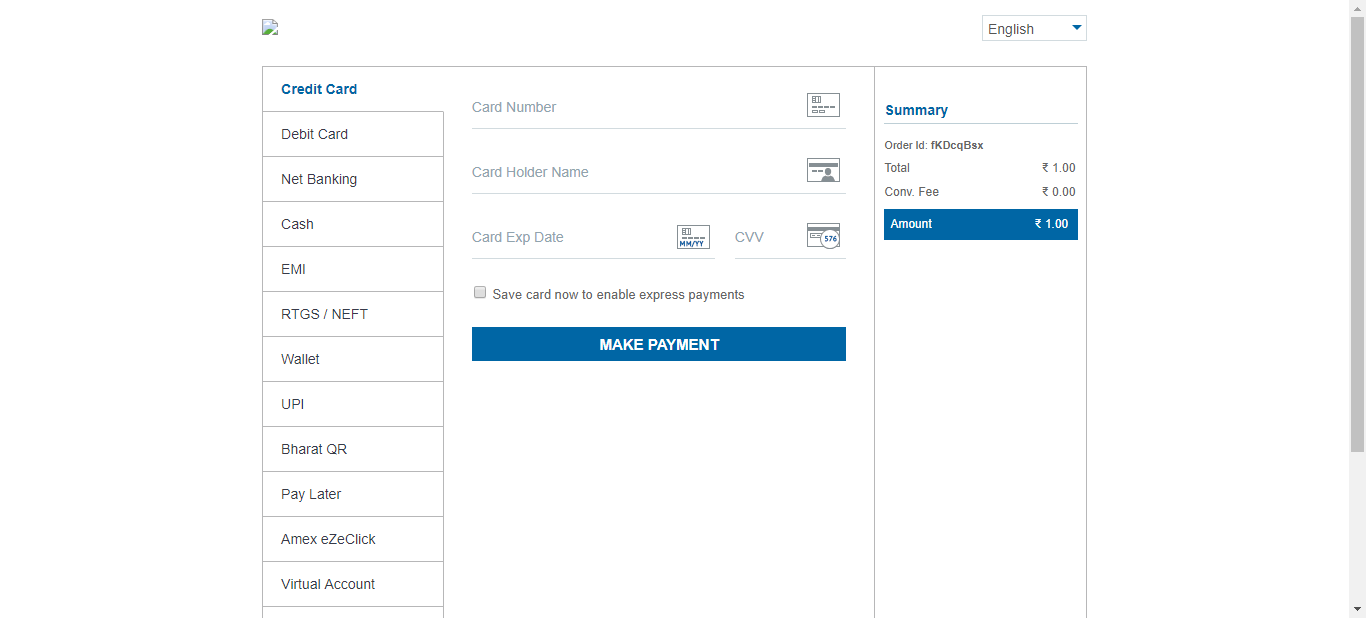 English
Credit Card
Debit Card
Net Banking
Cash
EMI
RTGS / NEFT
Wallet
UPI
Bharat QR
Pay Later
Amex eZeClick
Virtual Account
Card Number
Card Holder Name
Card Exp Date
MM/YY
CVV
576
Save card now to enable express payments
MAKE PAYMENT
Summary
Order Id: fKDcqBsx
Total ₹ 1.00
Conv. Fee ₹ 0.00
Amount ₹ 1.00